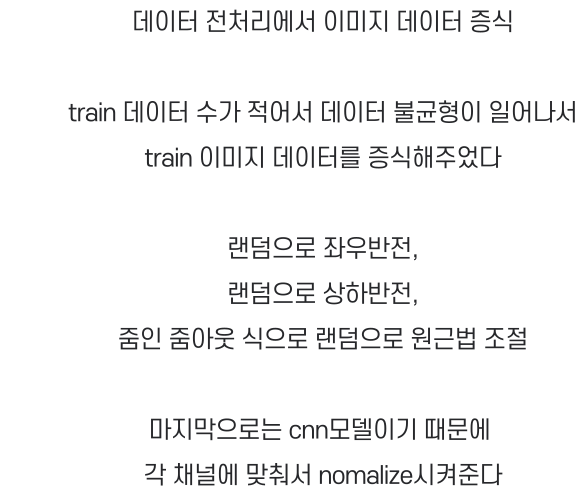 데이터 전처리에서 이미지 데이터 증식
train 데이터 수가 적어서 데이터 불균형이 일어나서
train 이미지 데이터를 증식해주었다
랜덤으로 좌우반전,
랜덤으로 상하반전,
줌인 줌아웃 식으로 랜덤으로 원근법 조절
마지막으로는 cnn모델이기 때문에
각 채널에 맞춰서 nomalize시켜준다